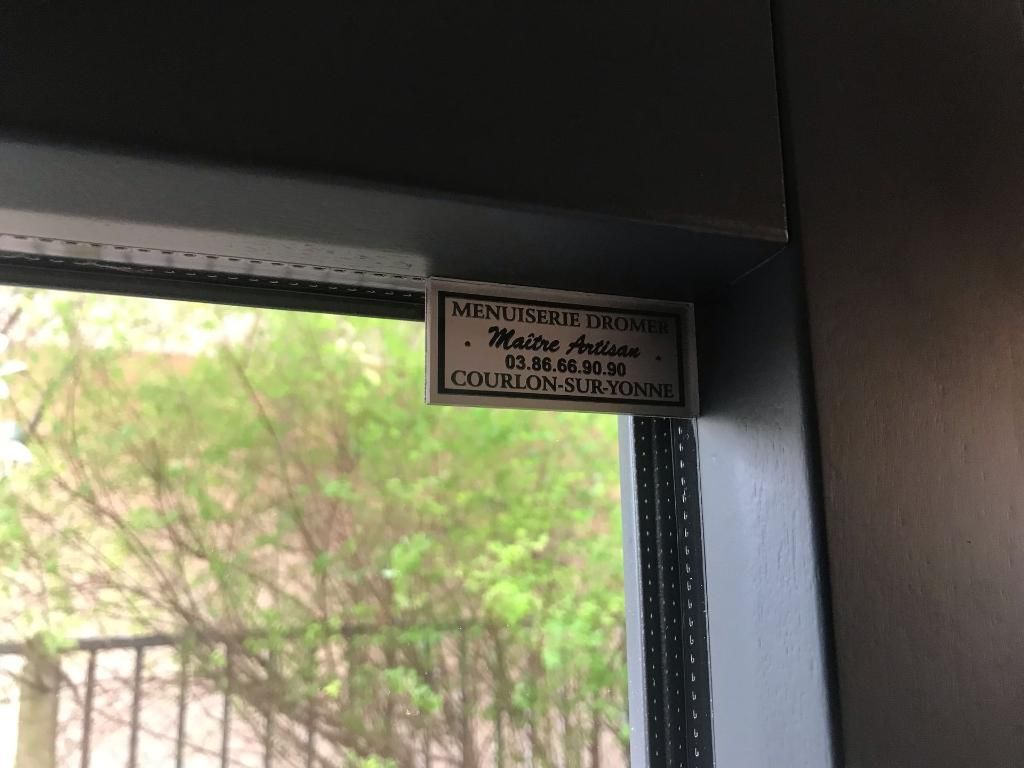 MENUISERIE DROMER
• Maître Artisan •
03.86.66.90.90
COURLON-SUR-YONNE